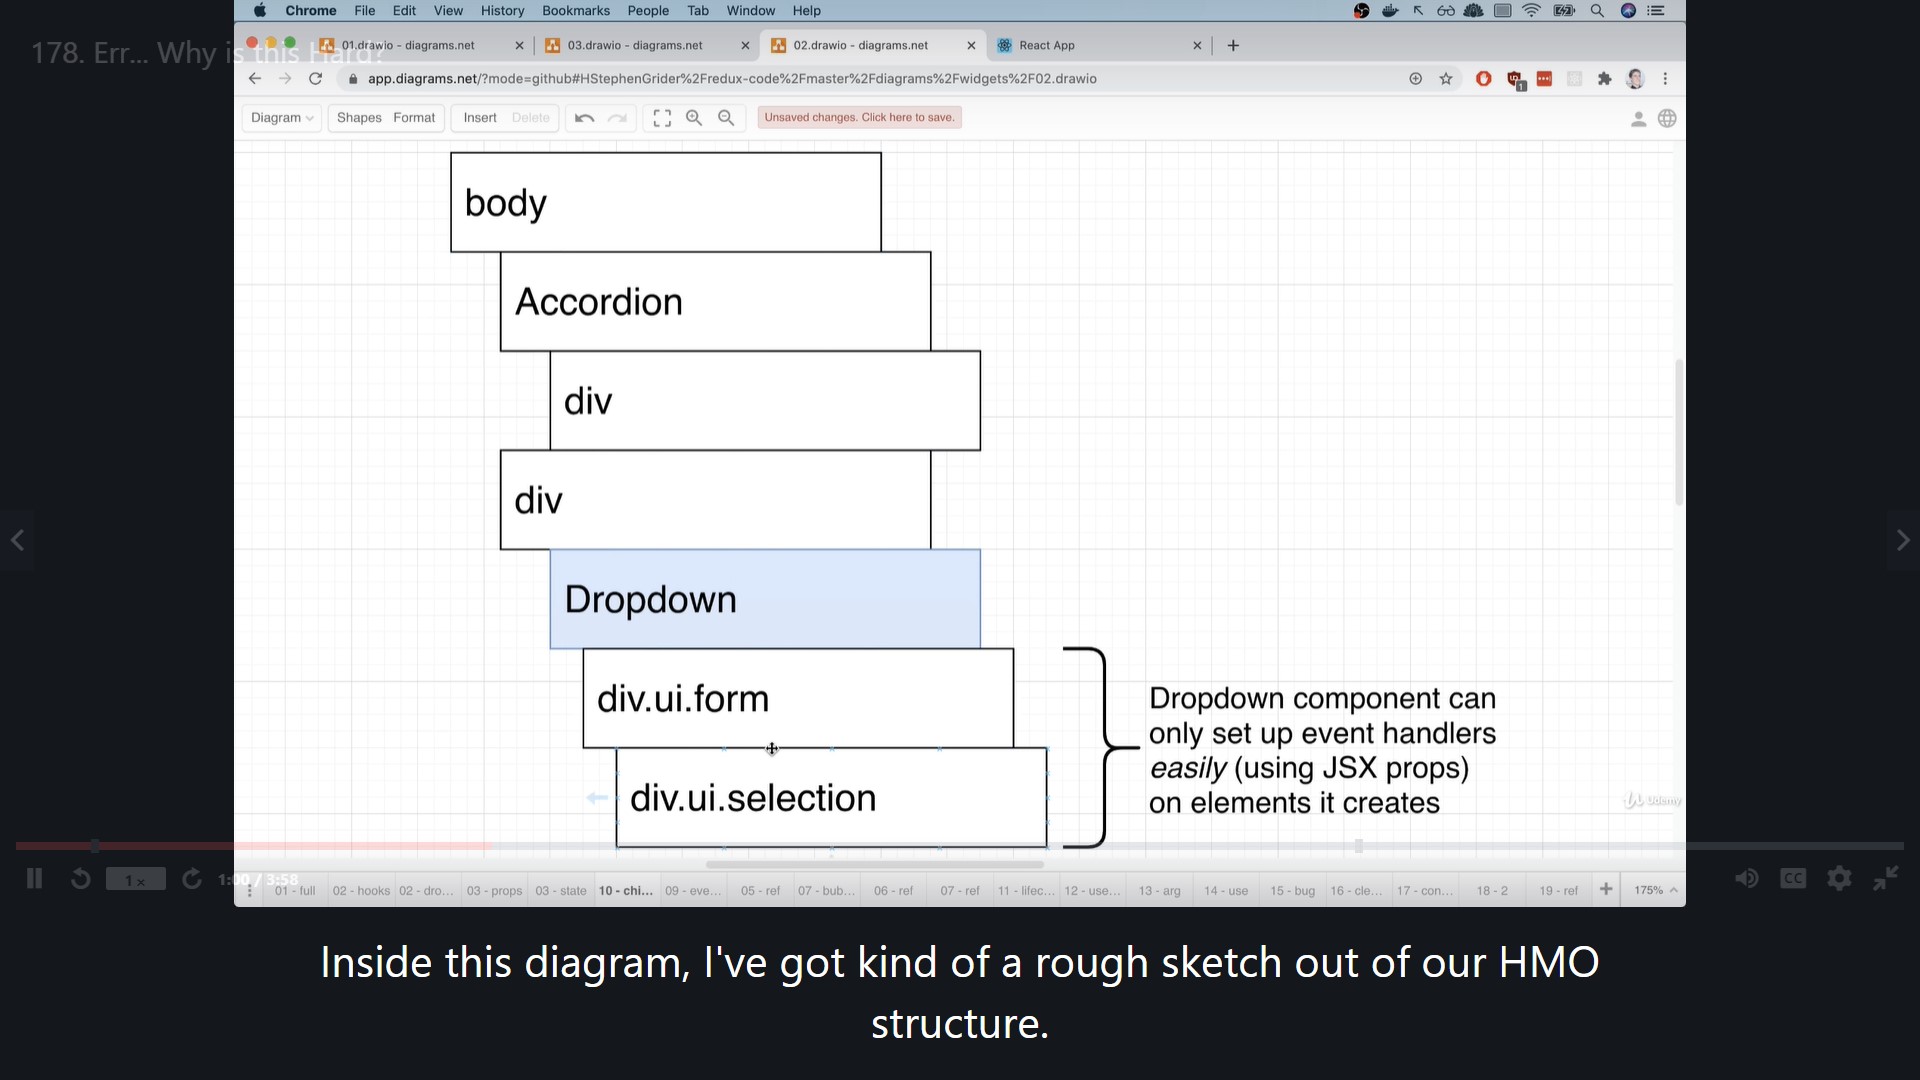 Chrome File Edit View History Bookmarks People Tab Window Help
178. Err... Why is this Hard?
01.drawio - diagrams.net
03.drawio - diagrams.net
02.drawio - diagrams.net
React App
app.diagrams.net/?mode=github#HStephenGrider%2Fredux-code%2Fmaster%2Fdiagrams%2Fwidgets%2F02.drawio
Diagram Shapes Format Insert Delete Unsaved changes. Click here to save.
body
Accordion
div
div
Dropdown
div.ui.form
div.ui.selection
Dropdown component can
only set up event handlers
easily (using JSX props)
on elements it creates
Udemy
1 x
1:00 / 3:58
CC
01 - full 02 - hooks 02 - dro... 03 - props 03 - state 10 - chi... 09 - eve... 05 - ref 07 - bub... 06 - ref 07 - ref 11 - lifec... 12 - use... 13 - arg 14 - use 15 - bug 16 - cle... 17 - con... 18 - 2 19 - ref 175%
Inside this diagram, I've got kind of a rough sketch out of our HMO
structure.